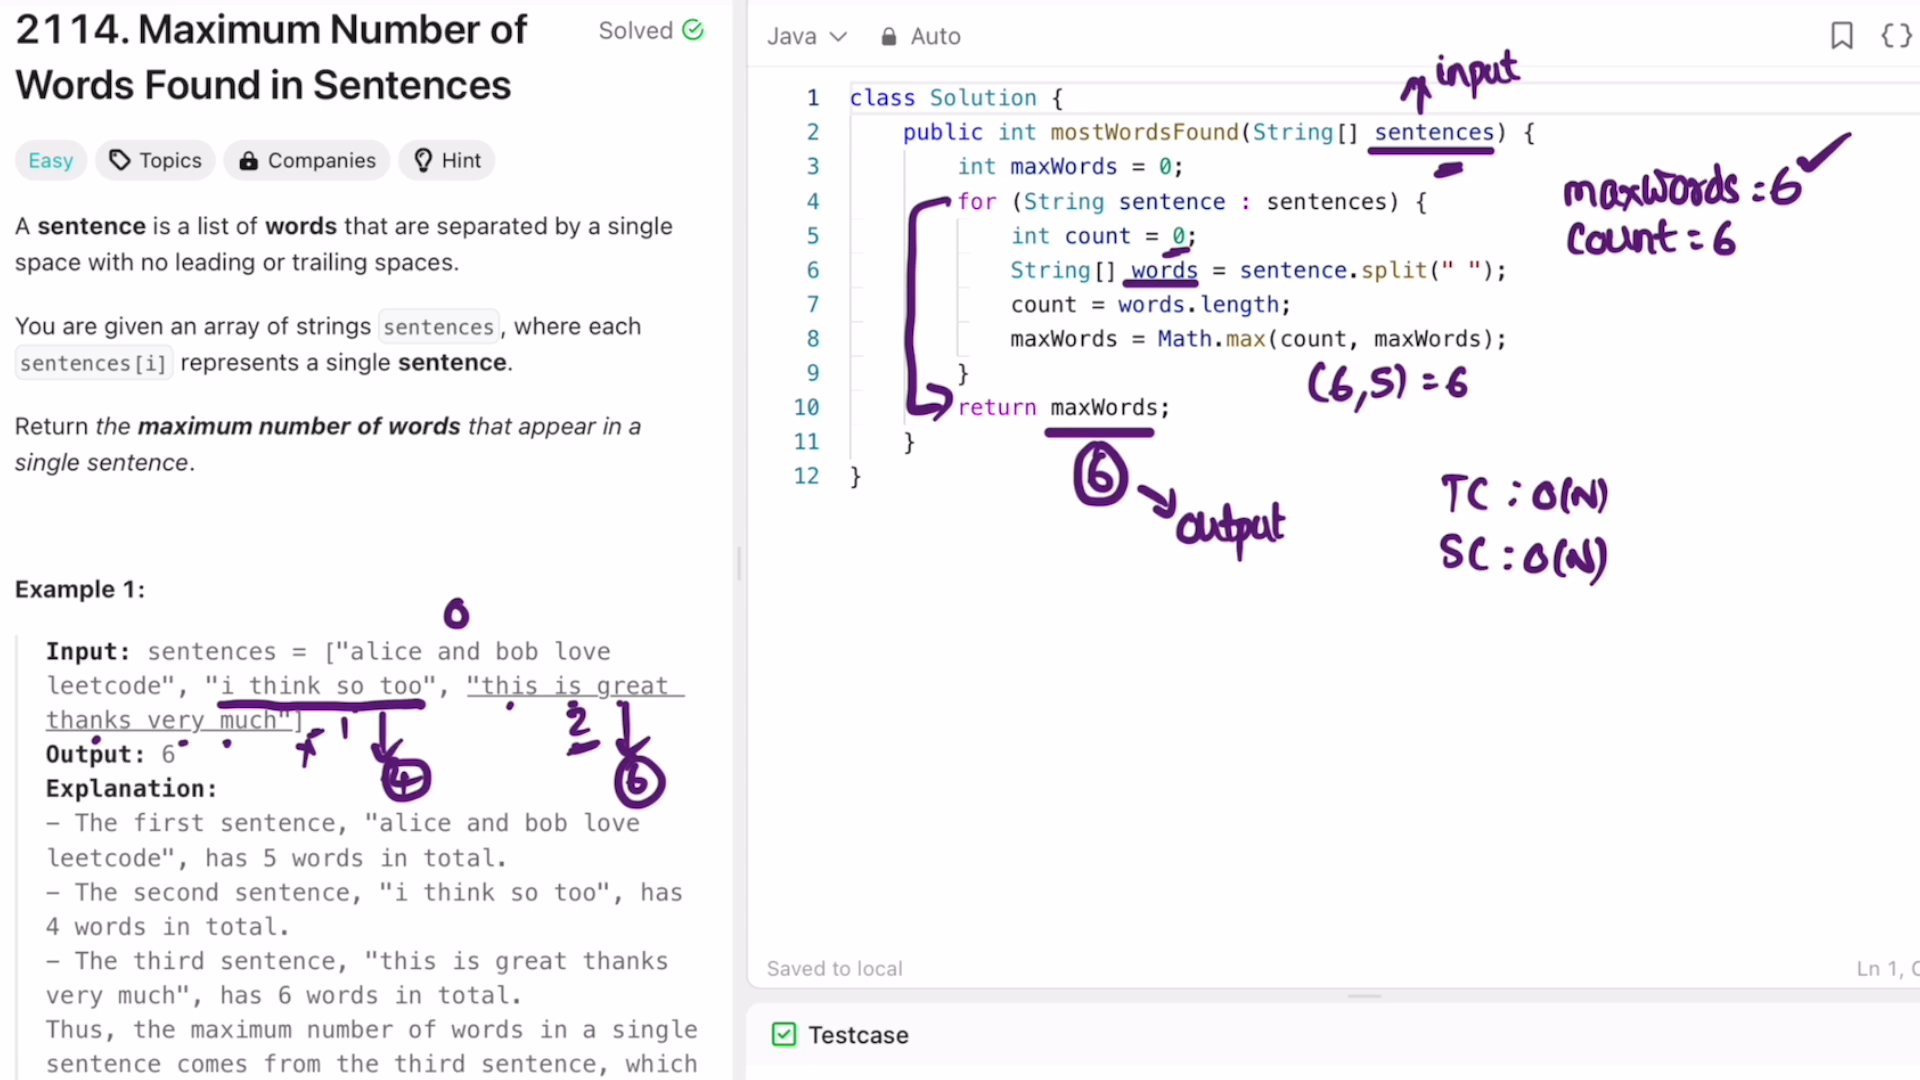 2114. Maximum Number of
Words Found in Sentences
Solved
Easy
Topics
Companies
Hint
A sentence is a list of words that are separated by a single
space with no leading or trailing spaces.
You are given an array of strings sentences, where each
sentences[i] represents a single sentence.
Return the maximum number of words that appear in a
single sentence.
Example 1:
0
Input: sentences = ["alice and bob love
leetcode", "i think so too", "this is great
thanks very much"]
1
2
Output: 6
4
6
Explanation:
– The first sentence, "alice and bob love
leetcode", has 5 words in total.
– The second sentence, "i think so too", has
4 words in total.
– The third sentence, "this is great thanks
very much", has 6 words in total.
Thus, the maximum number of words in a single
sentence comes from the third sentence, which
Java
Auto
{}
input
1 class Solution {
2 public int mostWordsFound(String[] sentences) {
3 int maxWords = 0;
4 for (String sentence : sentences) {
5 int count = 0;
6 String[] words = sentence.split(" ");
7 count = words.length;
8 maxWords = Math.max(count, maxWords);
9 }
10 return maxWords;
11 }
12 }
maxWords = 6
Count = 6
(6,5) = 6
6
output
TC : O(N)
SC : O(N)
Saved to local
Ln 1, C
Testcase